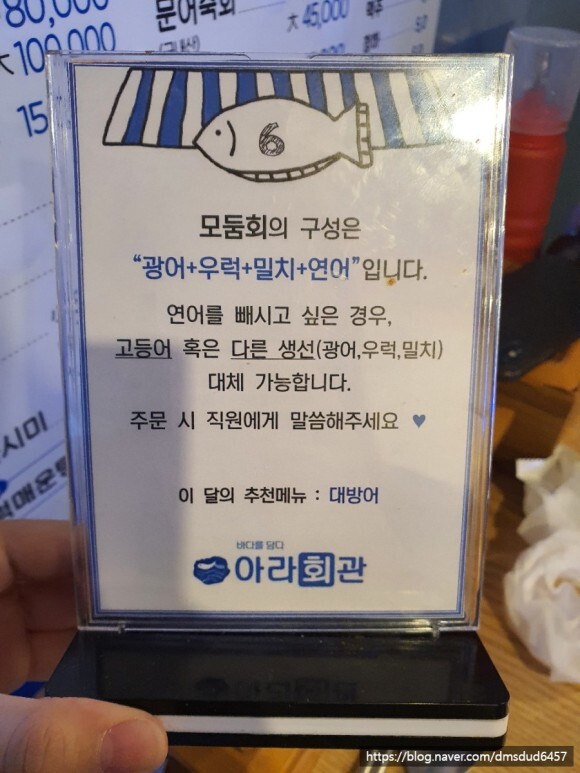 80,000
大 100,000
15
문어숙회
(국내산)
大 45,000
6
모둠회의 구성은
“광어+우럭+밀치+연어”입니다.
연어를 빼시고 싶은 경우,
고등어 혹은 다른 생선(광어,우럭,밀치)
대체 가능합니다.
주문 시 직원에게 말씀해주세요 ♥
이 달의 추천메뉴 : 대방어
바다를 담다
아라회관
시미
https://blog.naver.com/dmsdud6457